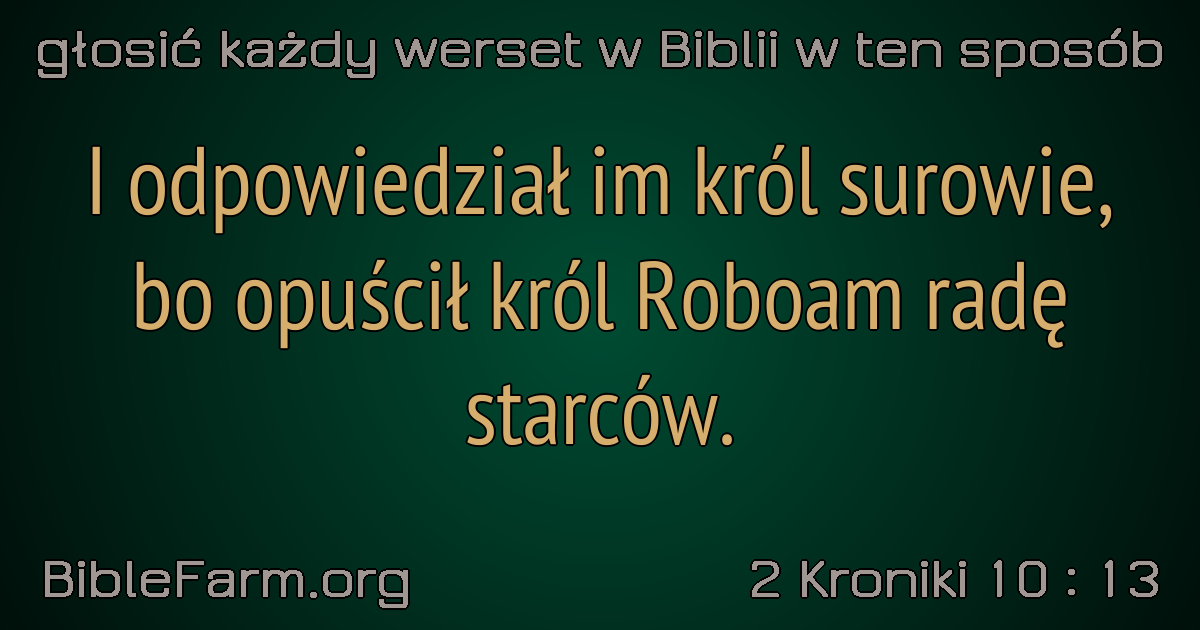 głosić każdy werset w Biblii w ten sposób
I odpowiedział im król surowie,
bo opuścił król Roboam radę
starców.
BibleFarm.org
2 Kroniki 10 : 13